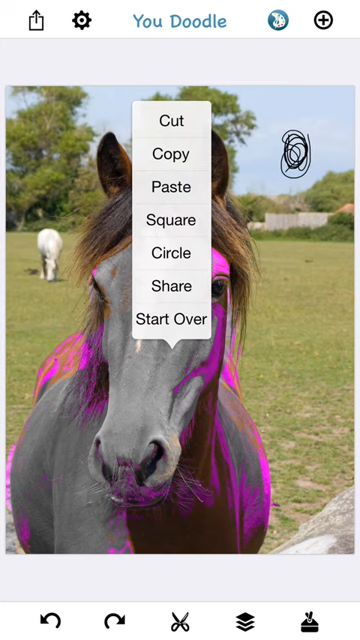 You Doodle
Cut
Copy
Paste
Square
Circle
Share
Start Over